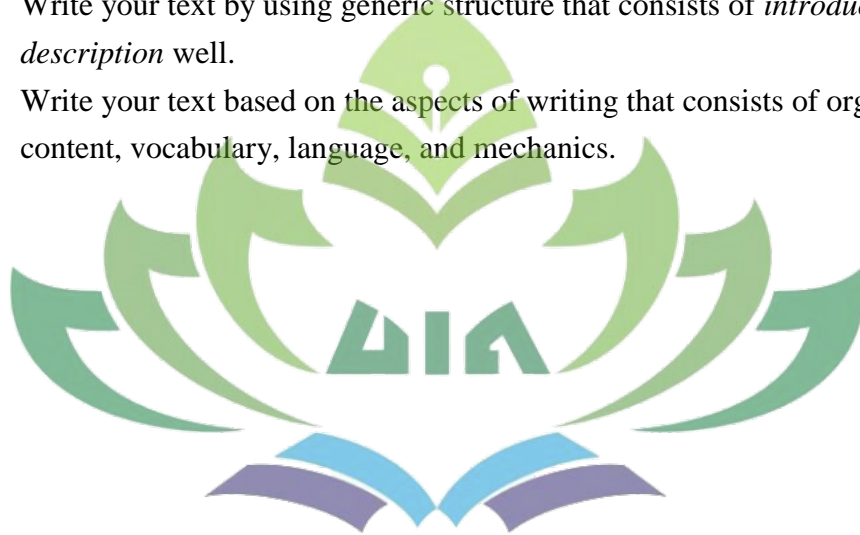 Write your text by using generic structure that consists of
description well.
Write your text based on the aspects of writing that consists of
content, vocabulary, language, and mechanics.
UIN